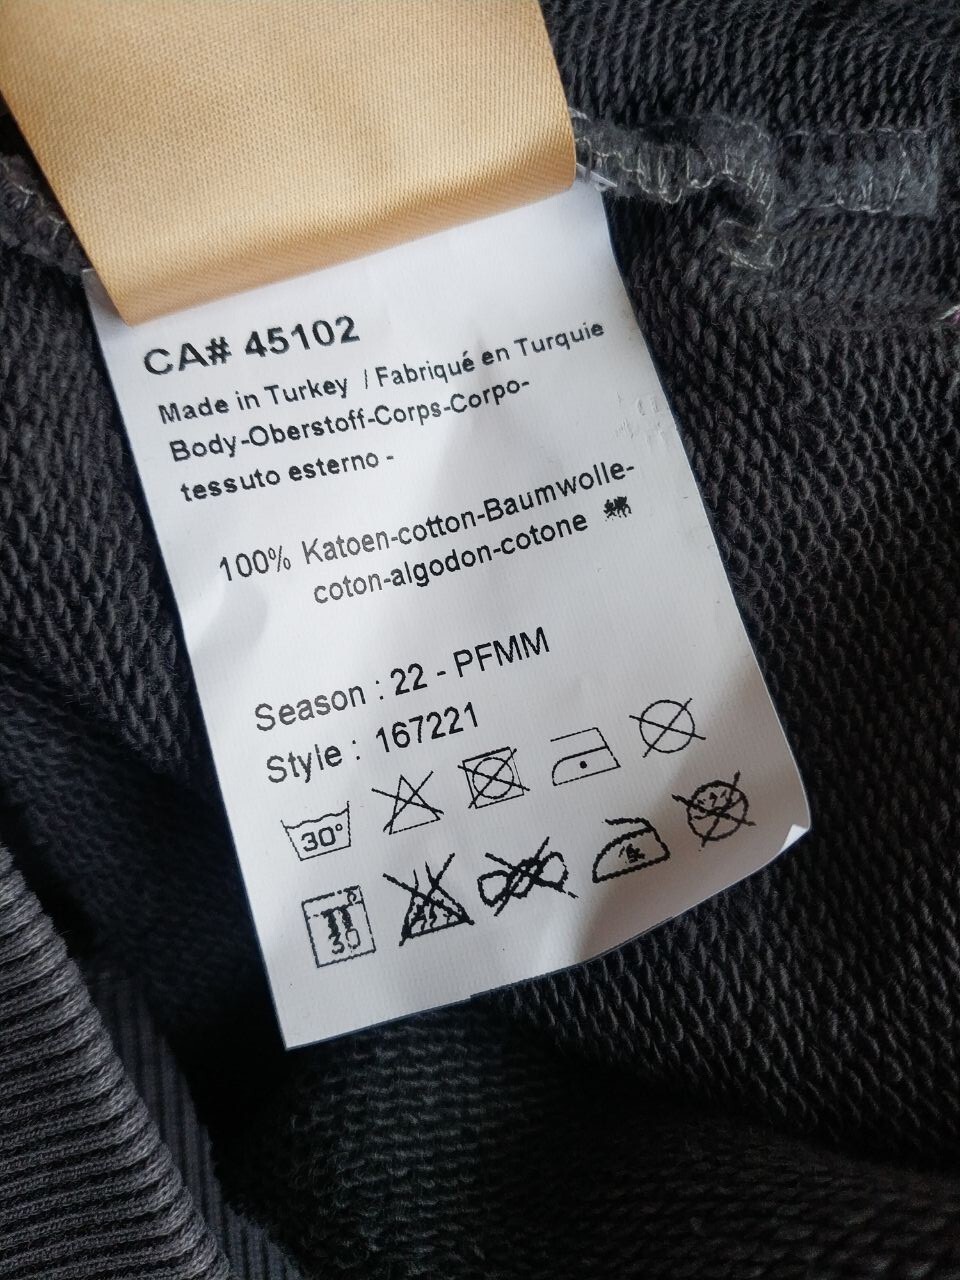 CA# 45102
Made in Turkey / Fabriqué en Turquie
Body-Oberstoff-Corps-Corpo-
tessuto esterno -
100% Katoen-cotton-Baumwolle-
coton-algodon-cotone
Season : 22 - PFMM
Style : 167221
30°
30